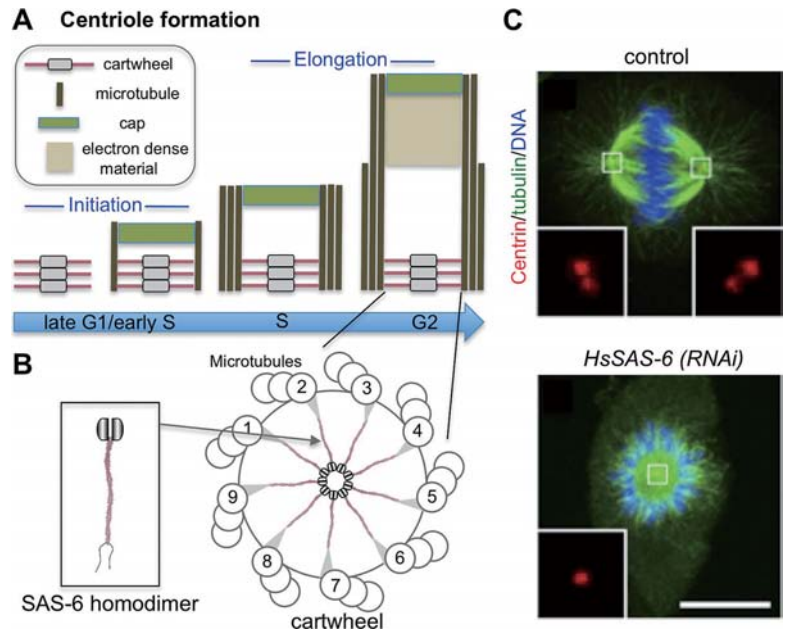 A Centriole formation
cartwheel
microtubule
cap
electron dense
material
Initiation
Elongation
late G1/early S
S
G2
B
Microtubules
1
2
3
4
5
6
7
8
9
SAS-6 homodimer
cartwheel
C
control
Centrin/tubulin/DNA
HsSAS-6 (RNAi)